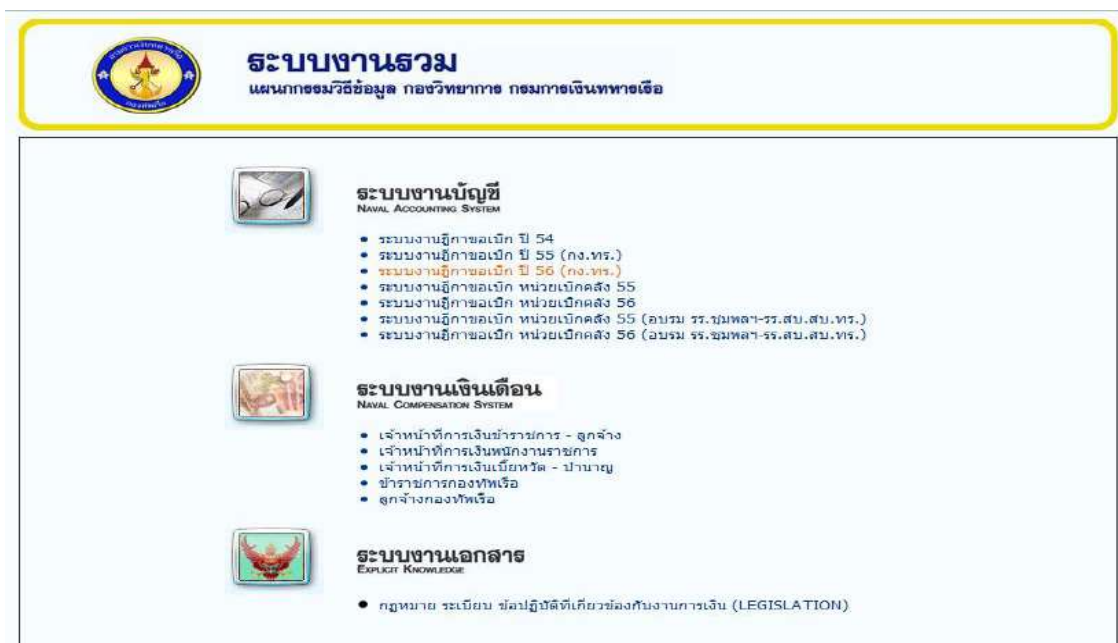 ระบบงานรวม
แผนกกรรมวิธีข้อมูล กองวิทยาการ กรมการเงินทหารเรือ
ระบบงานบัญชี
NAVAL ACCOUNTING SYSTEM
• ระบบงานฎีกาขอเบิก ปี 54
• ระบบงานฎีกาขอเบิก ปี 55 (กง.ทร.)
• ระบบงานฎีกาขอเบิก ปี 56 (กง.ทร.)
• ระบบงานฎีกาขอเบิก หน่วยเบิกคลัง 55
• ระบบงานฎีกาขอเบิก หน่วยเบิกคลัง 56
• ระบบงานฎีกาขอเบิก หน่วยเบิกคลัง 55 (อบรม รร.ชุมพลฯ-รร.สบ.สบ.ทร.)
• ระบบงานฎีกาขอเบิก หน่วยเบิกคลัง 56 (อบรม รร.ชุมพลฯ-รร.สบ.สบ.ทร.)
ระบบงานเงินเดือน
NAVAL COMPENSATION SYSTEM
• เจ้าหน้าที่การเงินข้าราชการ - ลูกจ้าง
• เจ้าหน้าที่การเงินพนักงานราชการ
• เจ้าหน้าที่การเงินเบี้ยหวัด - บำนาญ
• ข้าราชการกองทัพเรือ
• ลูกจ้างกองทัพเรือ
ระบบงานเอกสาร
EXPLICIT KNOWLEDGE
• กฎหมาย ระเบียบ ข้อปฏิบัติที่เกี่ยวข้องกับงานการเงิน (LEGISLATION)